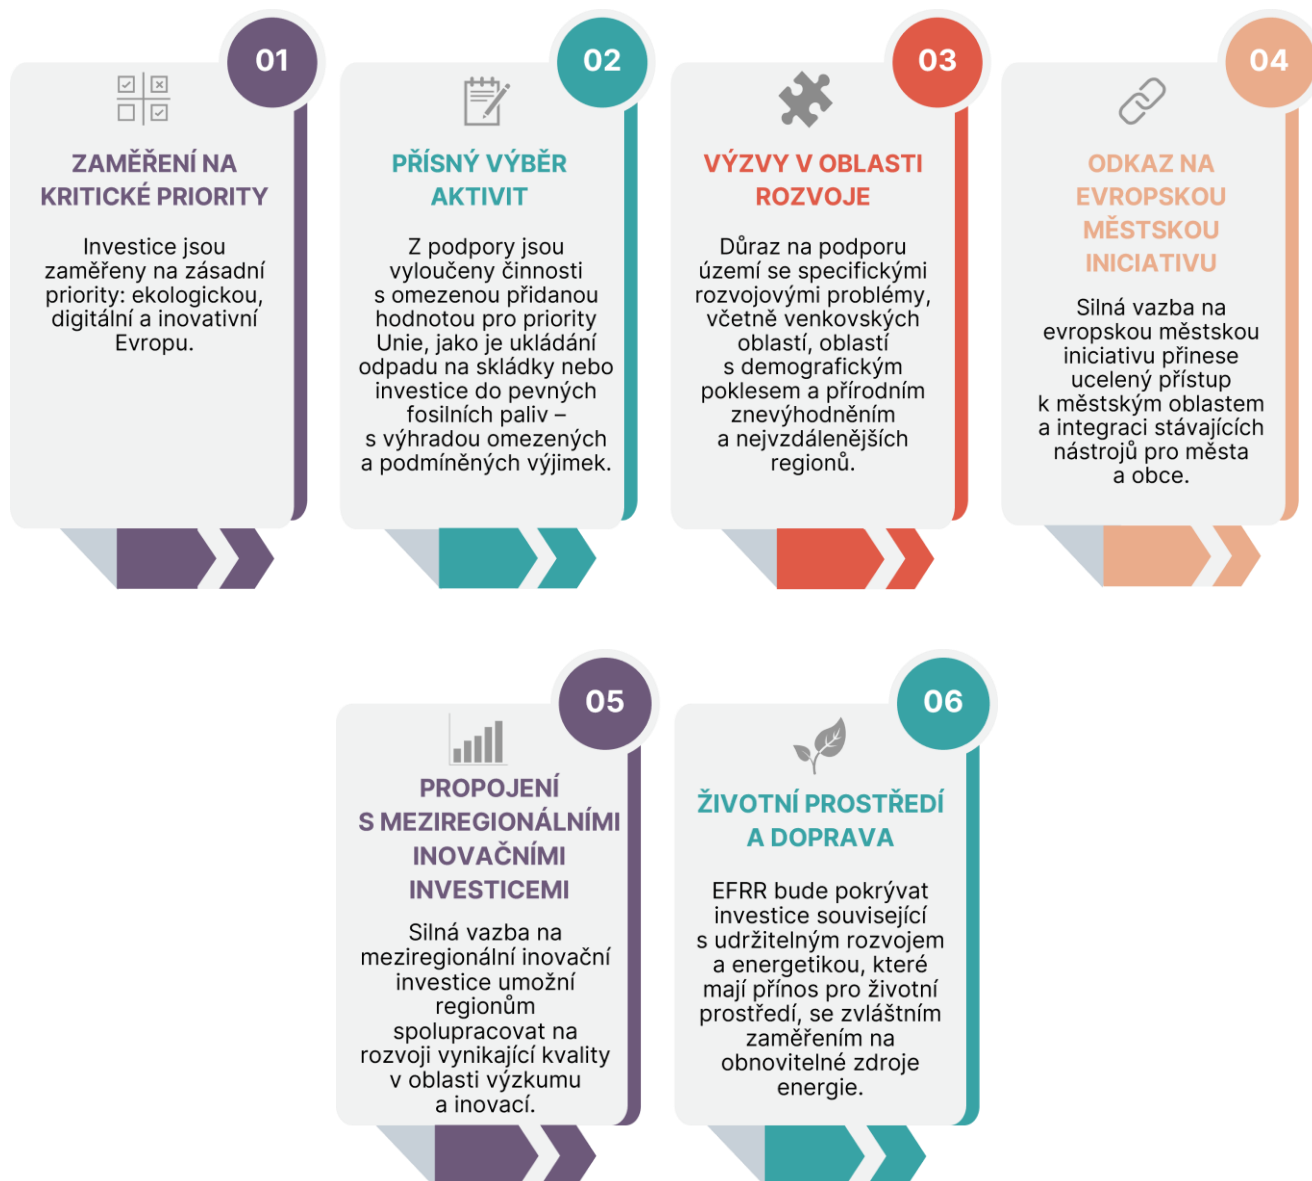 01
ZAMĚŘENÍ NA
KRITICKÉ PRIORITY
Investice jsou
zaměřeny na zásadní
priority: ekologickou,
digitální a inovativní
Evropu.
02
PŘÍSNÝ VÝBĚR
AKTIVIT
Z podpory jsou
vyloučeny činnosti
s omezenou přidanou
hodnotou pro priority
Unie, jako je ukládání
odpadu na skládky nebo
investice do pevných
fosilních paliv –
s výhradou omezených
a podmíněných výjimek.
03
VÝZVY V OBLASTI
ROZVOJE
Důraz na podporu
území se specifickými
rozvojovými problémy,
včetně venkovských
oblastí, oblastí
s demografickým
poklesem a přírodním
znevýhodněním
a nejvzdálenějších
regionů.
04
ODKAZ NA
EVROPSKOU
MĚSTSKOU
INICIATIVU
Silná vazba na
evropskou městskou
iniciativu přinese
ucelený přístup
k městským oblastem
a integraci stávajících
nástrojů pro města
a obce.
05
PROPOJENÍ
S MEZIREGIONÁLNÍMI
INOVAČNÍMI
INVESTICEMI
Silná vazba na
meziregionální inovační
investice umožní
regionům
spolupracovat na
rozvoji vynikající kvality
v oblasti výzkumu
a inovací.
06
ŽIVOTNÍ PROSTŘEDÍ
A DOPRAVA
EFRR bude pokrývat
investice související
s udržitelným rozvojem
a energetikou, které
mají přínos pro životní
prostředí, se zvláštním
zaměřením na
obnovitelné zdroje
energie.